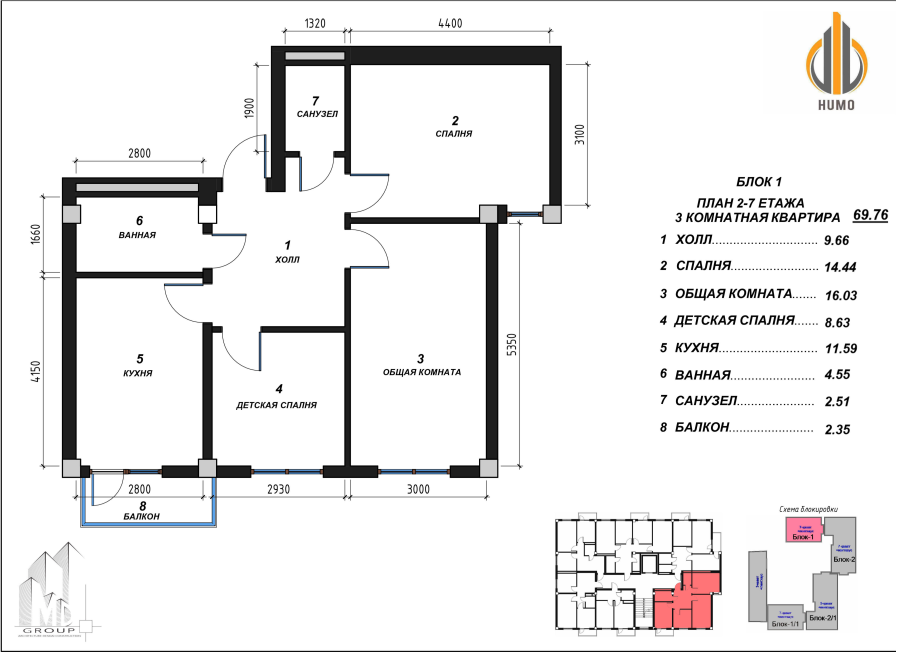 1320
4400
HUMO
7
САНУЗЕЛ
1900
2
СПАЛНЯ
3100
2800
БЛОК 1
ПЛАН 2-7 ЕТАЖА
3 КОМНАТНАЯ КВАРТИРА 69.76
6
ВАННАЯ
1660
1
ХОЛЛ
1 ХОЛЛ............................ 9.66
2 СПАЛНЯ....................... 14.44
3 ОБЩАЯ КОМНАТА...... 16.03
4 ДЕТСКАЯ СПАЛНЯ...... 8.63
5 КУХНЯ.......................... 11.59
6 ВАННАЯ....................... 4.55
7 САНУЗЕЛ..................... 2.51
8 БАЛКОН....................... 2.35
4150
5
КУХНЯ
4
ДЕТСКАЯ СПАЛНЯ
3
ОБЩАЯ КОМНАТА
5350
2800
2930
3000
8
БАЛКОН
Схема блокировки
Блок-1
Блок-2
Блок-1/1
Блок-2/1
GROUP